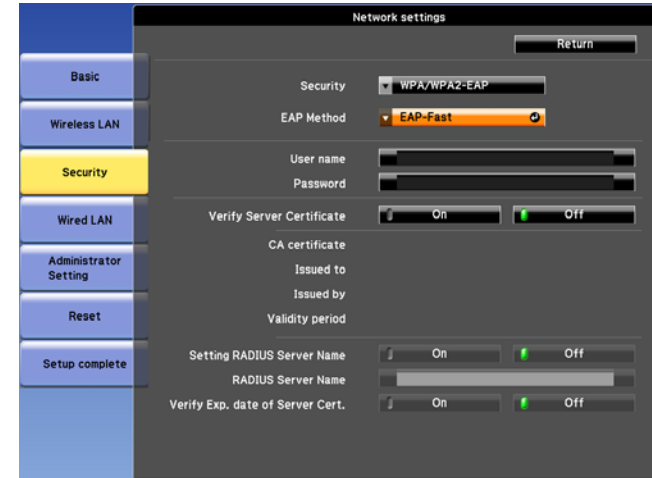 Network settings
Return
Basic
Wireless LAN
Security
Wired LAN
Administrator
Setting
Reset
Setup complete
Security WPA/WPA2-EAP
EAP Method EAP-Fast
User name
Password
Verify Server Certificate On Off
CA certificate
Issued to
Issued by
Validity period
Setting RADIUS Server Name On Off
RADIUS Server Name
Verify Exp. date of Server Cert. On Off